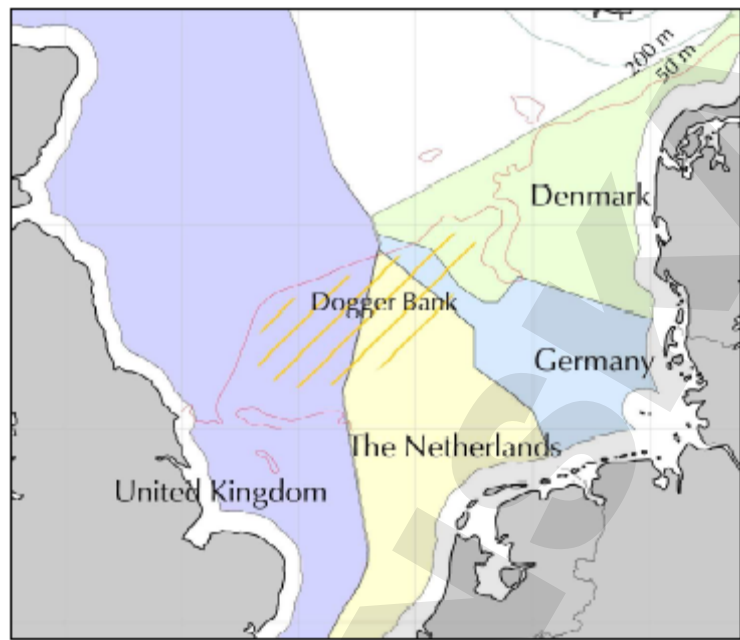 200 m
50 m
Denmark
Dogger Bank
Germany
The Netherlands
United Kingdom